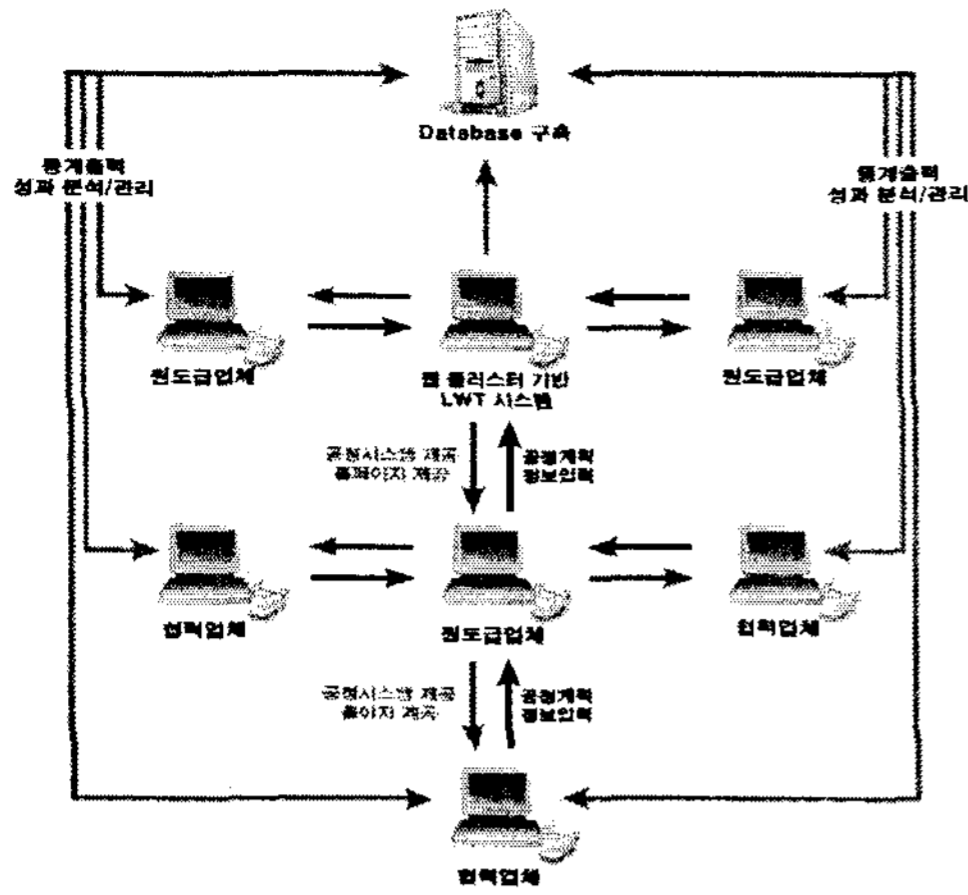 Database 구축
통계출력
성과 분석/관리
통계출력
성과 분석/관리
원도급업체
웹 클러스터 기반
LWT 시스템
원도급업체
공정시스템 제공
홈페이지 제공
공정계획
정보입력
협력업체
원도급업체
협력업체
공정시스템 제공
홈이지 제공
공정계획
정보입력
협력업체